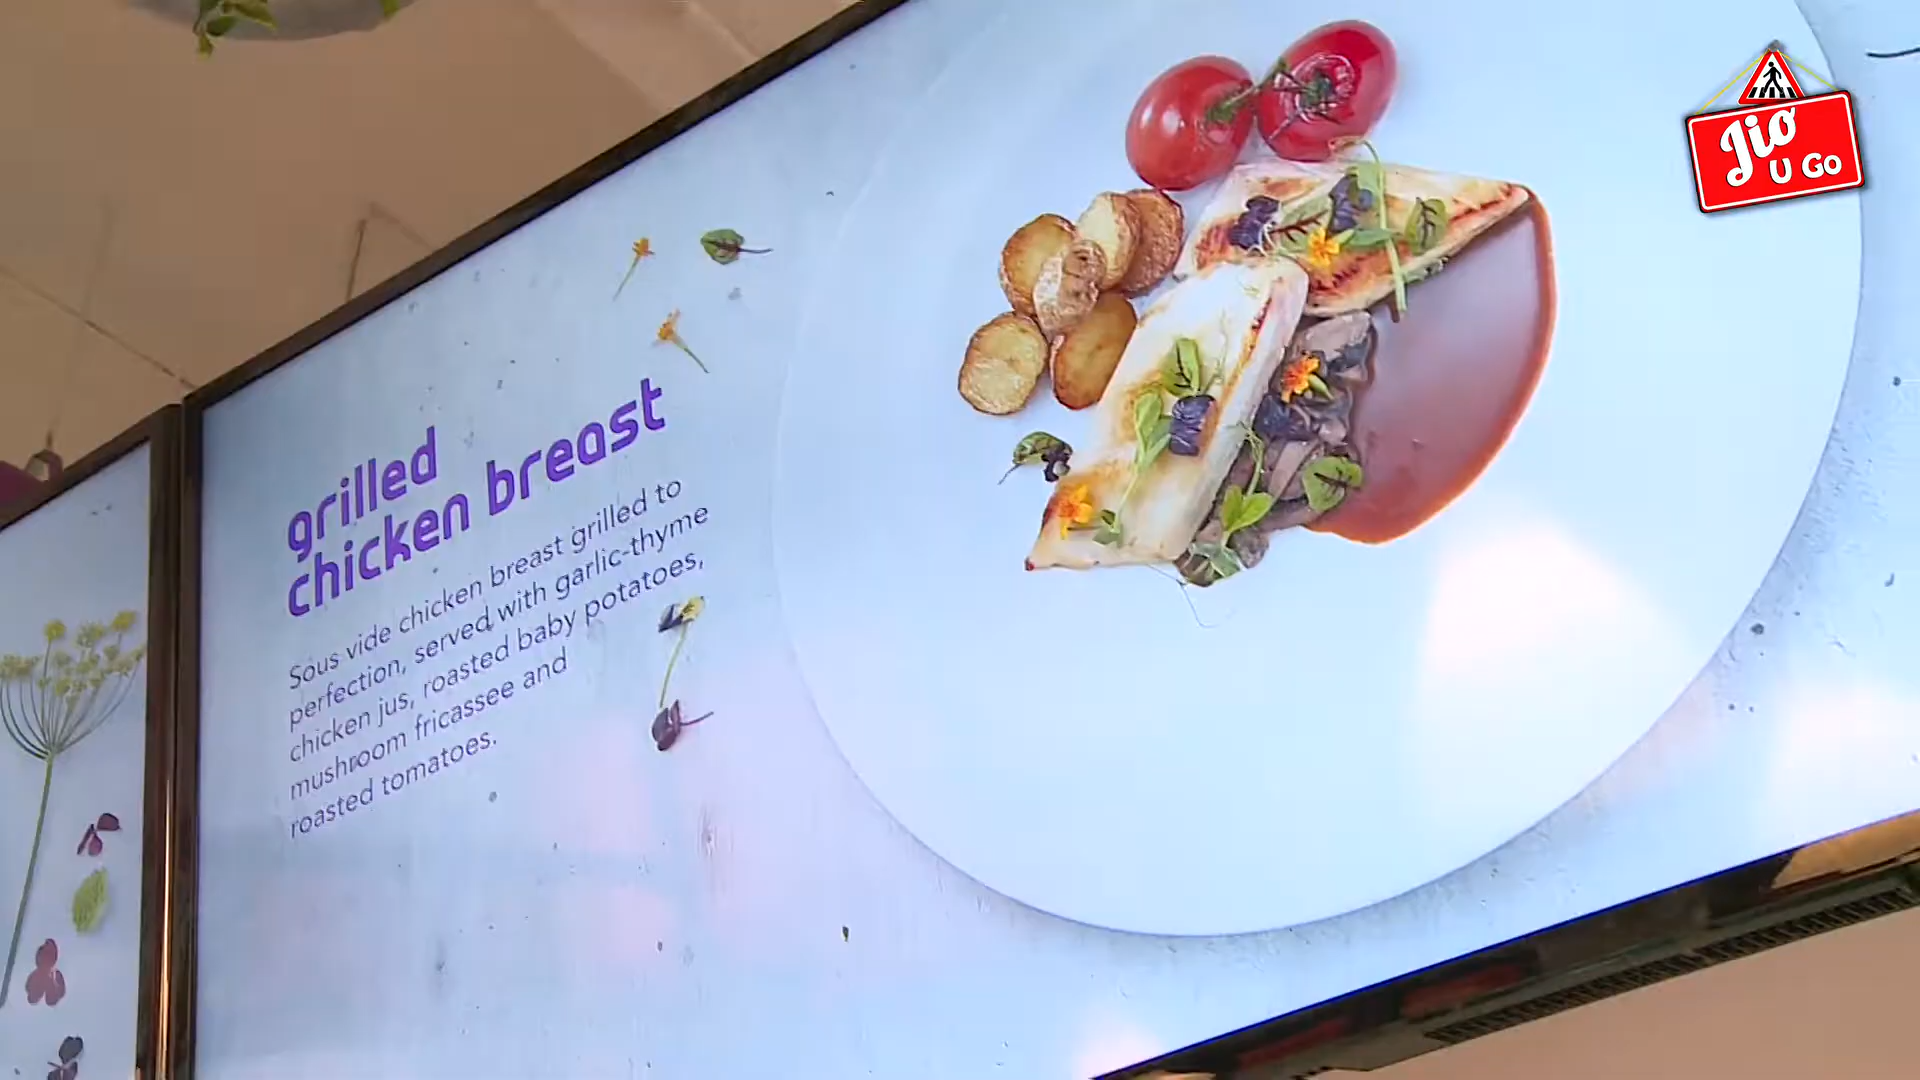 grilled
chicken breast
Sous vide chicken breast grilled to
perfection, served with garlic-thyme
chicken jus, roasted baby potatoes,
mushroom fricassee and
roasted tomatoes.
Jio
U Go